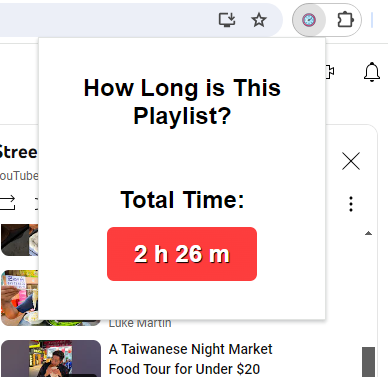 How Long is This
Playlist?
Stree
ouTube
Total Time:
2 h 26 m
Luke Martin
A Taiwanese Night Market
Food Tour for Under $20